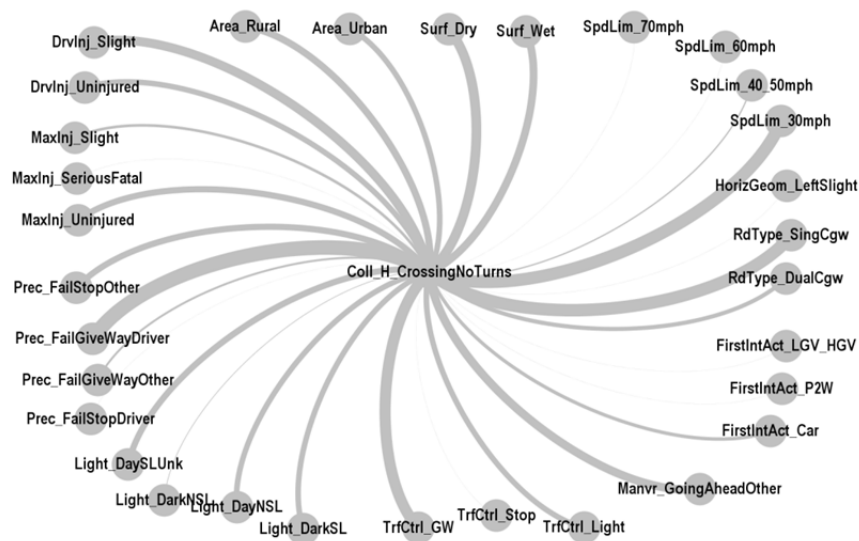 DrvInj_Slight
Area_Rural
Area_Urban
Surf_Dry
Surf_Wet
SpdLim_70mph
SpdLim_60mph
DrvInj_Uninjured
SpdLim_40_50mph
MaxInj_Slight
SpdLim_30mph
MaxInj_SeriousFatal
HorizGeom_LeftSlight
MaxInj_Uninjured
RdType_SingCgw
Coll_H_CrossingNoTurns
RdType_DualCgw
Prec_FailStopOther
Prec_FailGiveWayDriver
FirstIntAct_LGV_HGV
Prec_FailGiveWayOther
FirstIntAct_P2W
Prec_FailStopDriver
FirstIntAct_Car
Light_DaySLUnk
Manvr_GoingAheadOther
Light_DarkNSL
Light_DayNSL
Light_DarkSL
TrfCtrl_GW
TrfCtrl_Stop
TrfCtrl_Light